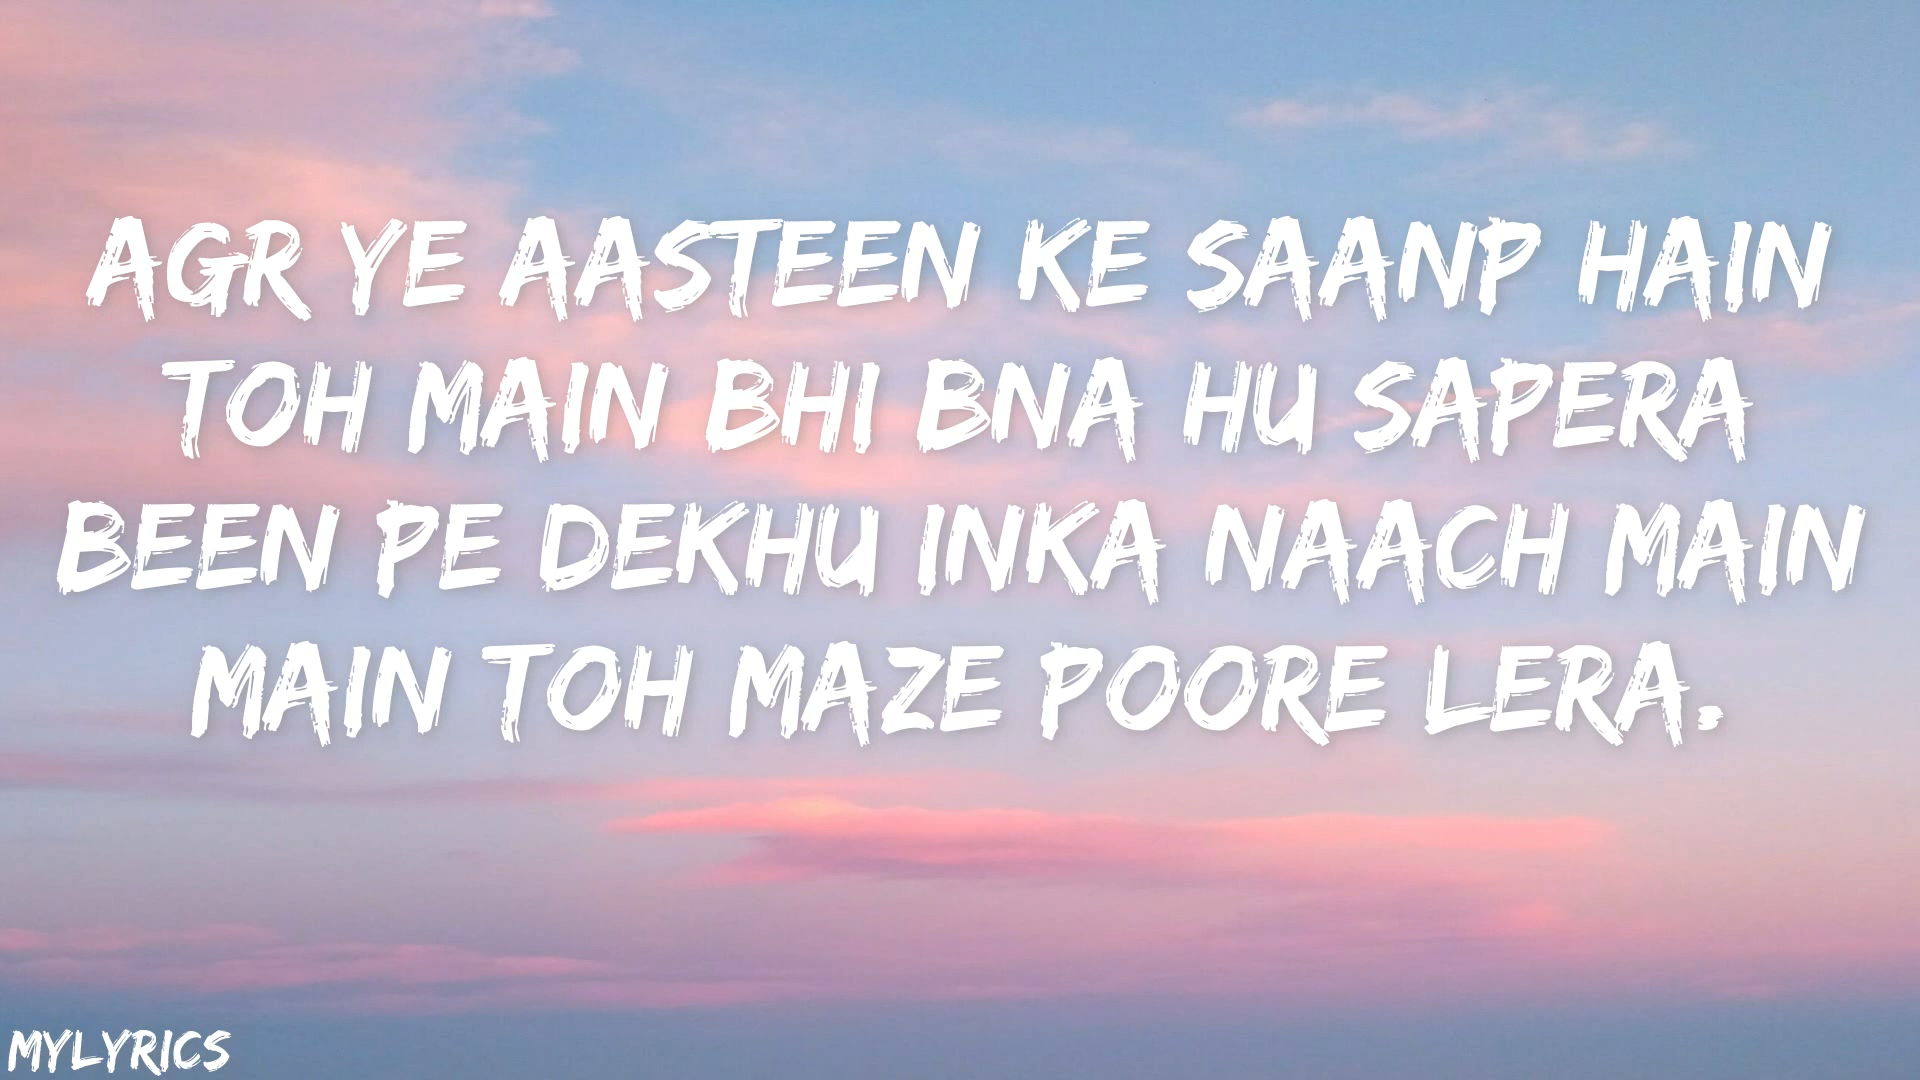 AGR YE AASTEEN KE SAANP HAIN
TOH MAIN BHI BNA HU SAPERA
BEEN PE DEKHU INKA NAACH MAIN
MAIN TOH MAZE POORE LERA.
MYLYRICS